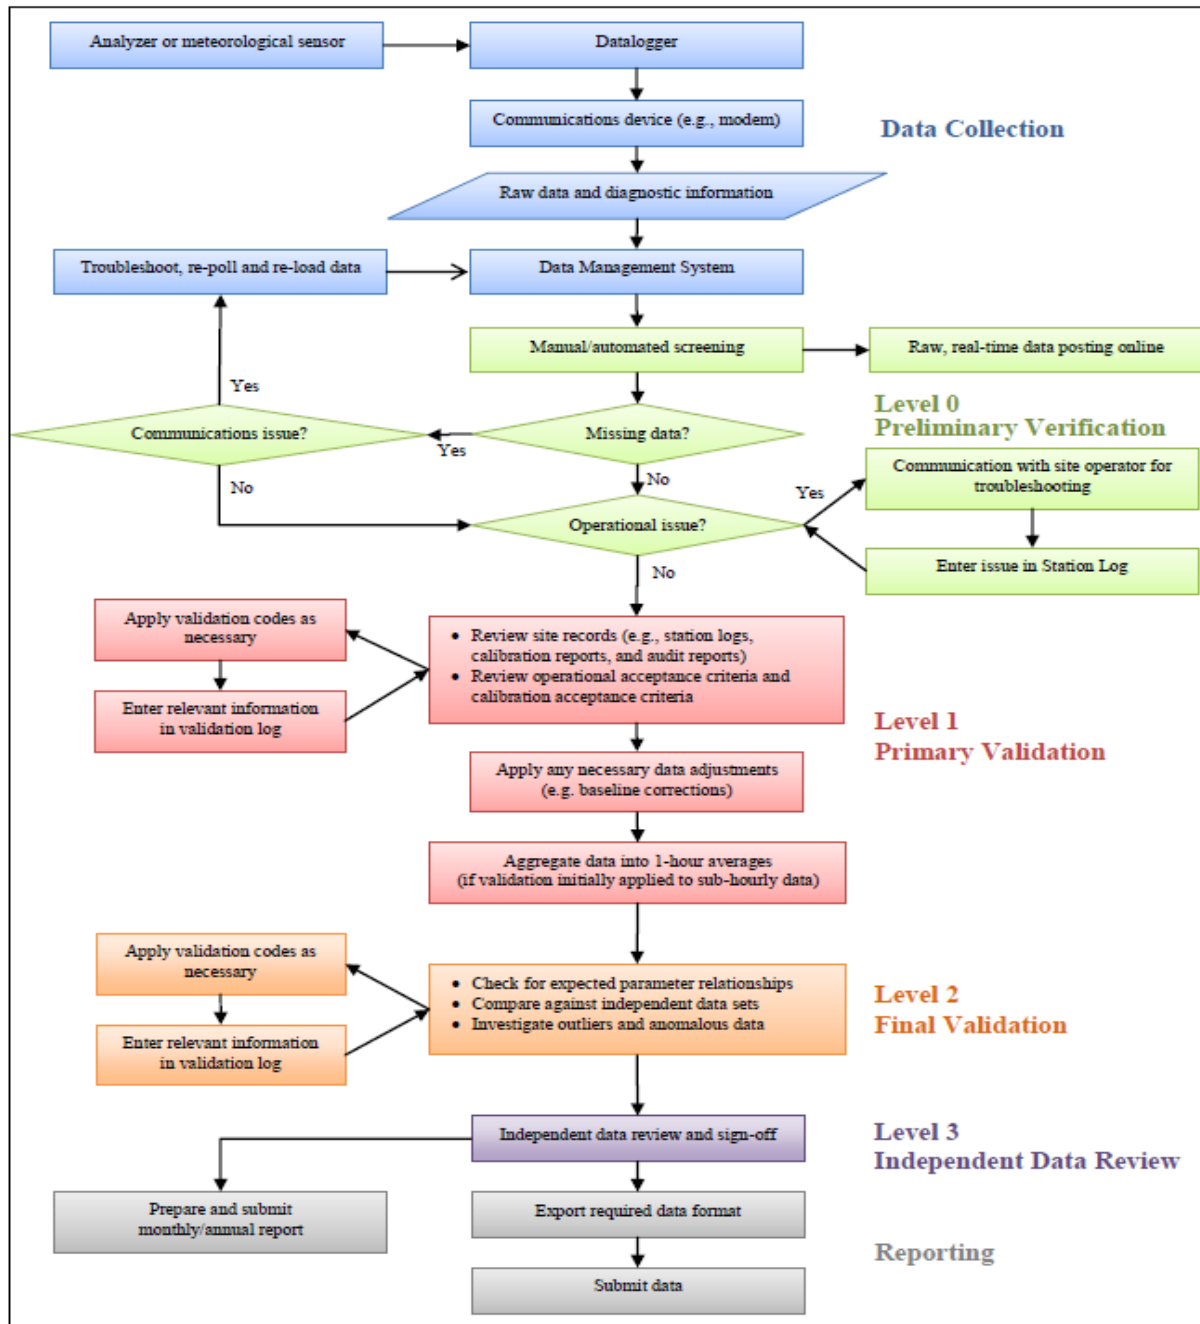 Analyzer or meteorological sensor
Datalogger
Communications device (e.g., modem)
Data Collection
Raw data and diagnostic information
Troubleshoot, re-poll and re-load data
Data Management System
Manual/automated screening
Raw, real-time data posting online
Yes
Level 0
Preliminary Verification
Communications issue?
Yes
Missing data?
No
No
Yes
Communication with site operator for
troubleshooting
Operational issue?
Enter issue in Station Log
No
Apply validation codes as
necessary
Enter relevant information
in validation log
• Review site records (e.g., station logs,
calibration reports, and audit reports)
• Review operational acceptance criteria and
calibration acceptance criteria
Level 1
Primary Validation
Apply any necessary data adjustments
(e.g. baseline corrections)
Aggregate data into 1-hour averages
(if validation initially applied to sub-hourly data)
Apply validation codes as
necessary
Enter relevant information
in validation log
• Check for expected parameter relationships
• Compare against independent data sets
• Investigate outliers and anomalous data
Level 2
Final Validation
Independent data review and sign-off
Level 3
Independent Data Review
Prepare and submit
monthly/annual report
Export required data format
Reporting
Submit data